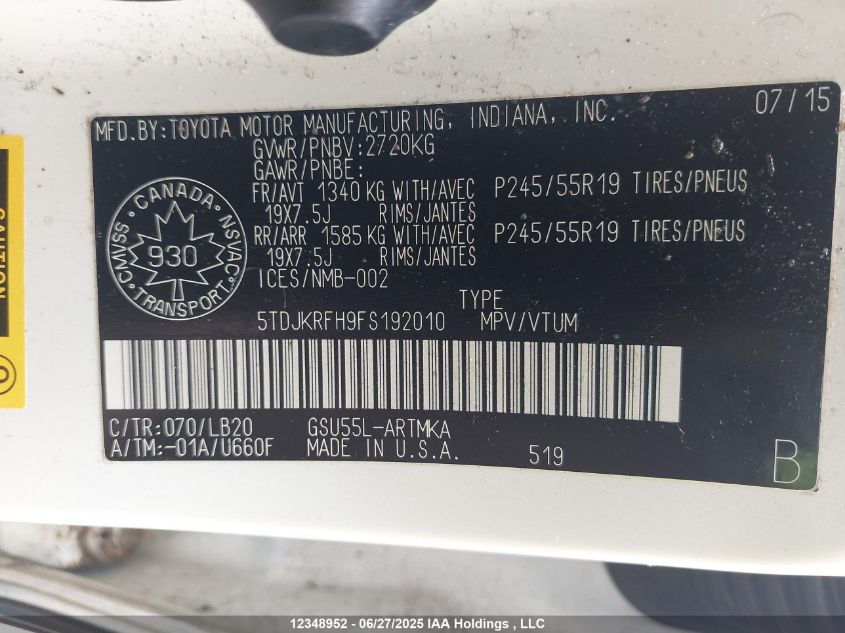 07/15
MFD.BY:TOYOTA MOTOR MANUFACTURING, INDIANA, INC.
GVWR/PNBV:2720KG
GAWR/PNBE:
FR/AVT 1340 KG WITH/AVEC P245/55R19 TIRES/PNEUS
19X7.5J RIMS/JANTES
RR/ARR 1585 KG WITH/AVEC P245/55R19 TIRES/PNEUS
19X7.5J RIMS/JANTES
ICES/NMB-002
CANADA
CMVSS NSVAC
930
TRANSPORT
TYPE
5TDJKRFH9FS192010 MPV/VTUM
C/TR:070/LB20 GSU55L-ARTMKA
A/TM:-01A/U660F MADE IN U.S.A. 519
B
CAUTION
12348952 - 06/27/2025 IAA Holdings , LLC